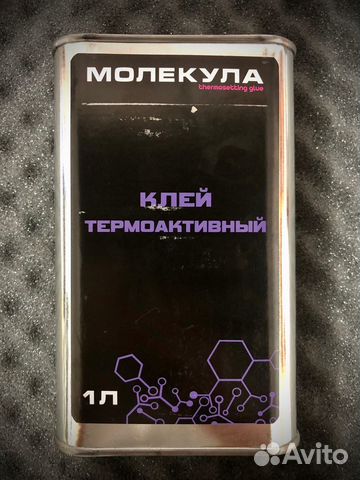 МОЛЕКУЛА
thermosetting glue
КЛЕЙ
ТЕРМОАКТИВНЫЙ
1Л
Avito